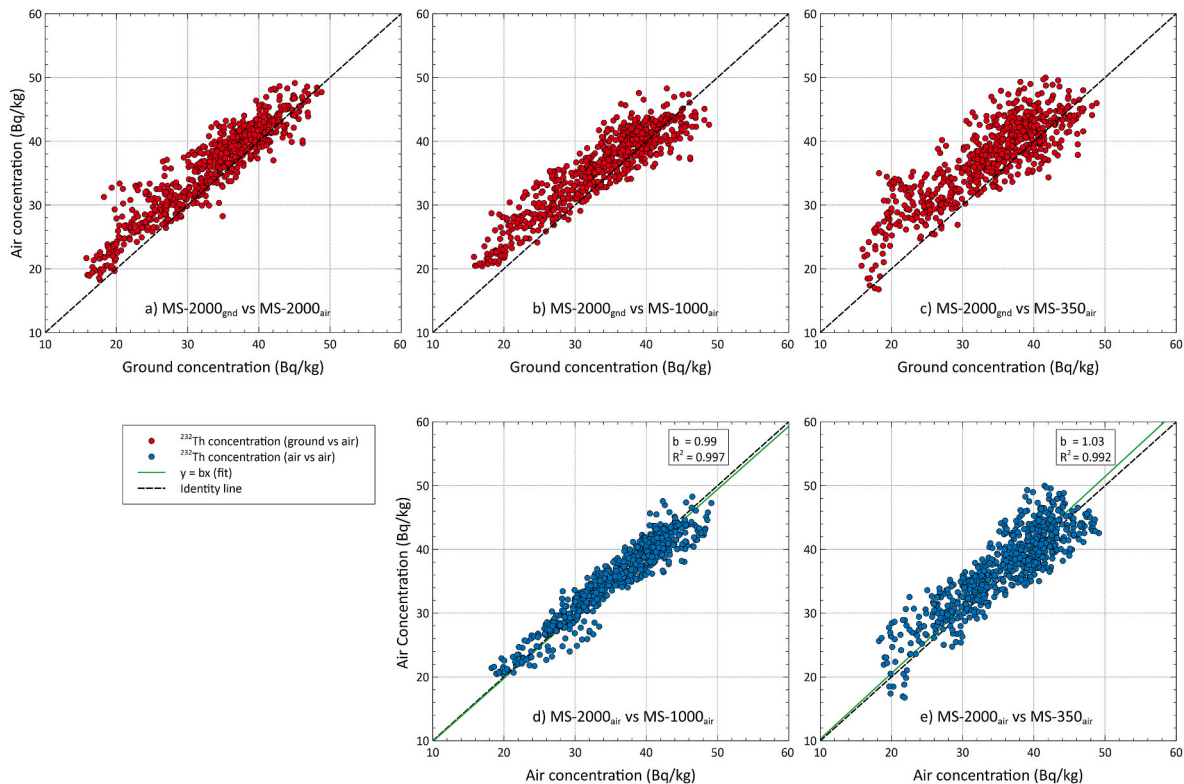 60
50
40
30
20
10
Air concentration (Bq/kg)
a) MS-2000gnd vs MS-2000air
10 20 30 40 50 60
Ground concentration (Bq/kg)
60
50
40
30
20
10
b) MS-2000gnd vs MS-1000air
10 20 30 40 50 60
Ground concentration (Bq/kg)
60
50
40
30
20
10
c) MS-2000gnd vs MS-350air
10 20 30 40 50 60
Ground concentration (Bq/kg)
232Th concentration (ground vs air)
232Th concentration (air vs air)
y = bx (fit)
Identity line
60
50
40
30
20
10
Air Concentration (Bq/kg)
b = 0.99
R2 = 0.997
d) MS-2000air vs MS-1000air
10 20 30 40 50 60
Air concentration (Bq/kg)
60
50
40
30
20
10
b = 1.03
R2 = 0.992
e) MS-2000air vs MS-350air
10 20 30 40 50 60
Air concentration (Bq/kg)